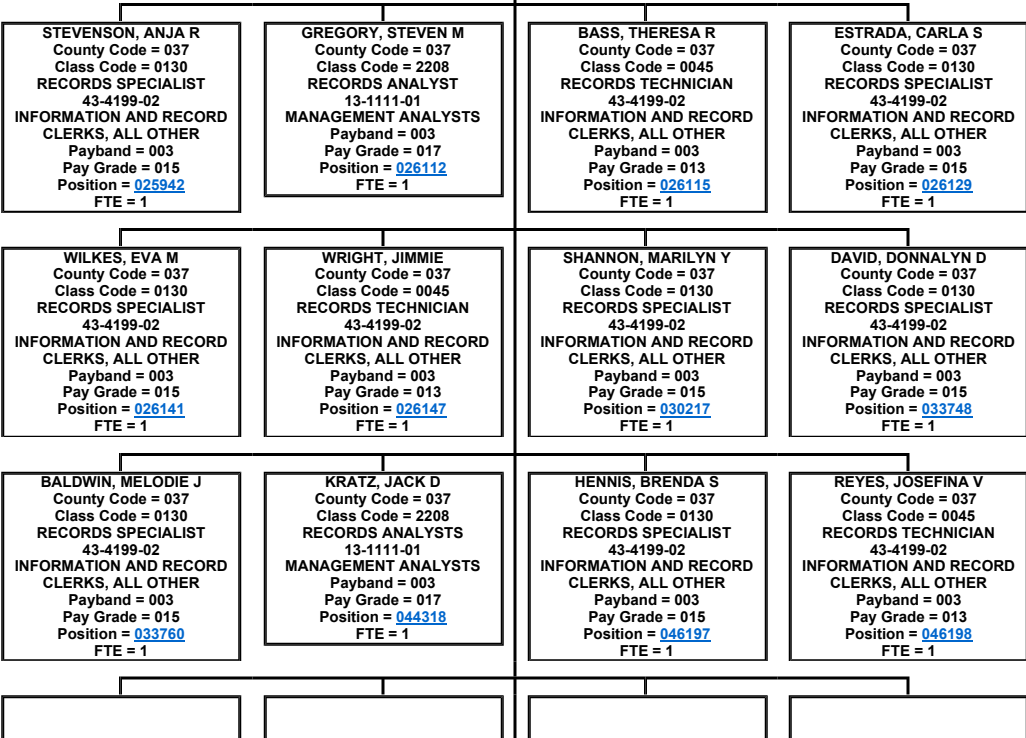 STEVENSON, ANJA R
County Code = 037
Class Code = 0130
RECORDS SPECIALIST
43-4199-02
INFORMATION AND RECORD
CLERKS, ALL OTHER
Payband = 003
Pay Grade = 015
Position = 025942
FTE = 1
GREGORY, STEVEN M
County Code = 037
Class Code = 2208
RECORDS ANALYST
13-1111-01
MANAGEMENT ANALYSTS
Payband = 003
Pay Grade = 017
Position = 026112
FTE = 1
BASS, THERESA R
County Code = 037
Class Code = 0045
RECORDS TECHNICIAN
43-4199-02
INFORMATION AND RECORD
CLERKS, ALL OTHER
Payband = 003
Pay Grade = 013
Position = 026115
FTE = 1
ESTRADA, CARLA S
County Code = 037
Class Code = 0130
RECORDS SPECIALIST
43-4199-02
INFORMATION AND RECORD
CLERKS, ALL OTHER
Payband = 003
Pay Grade = 015
Position = 026129
FTE = 1
WILKES, EVA M
County Code = 037
Class Code = 0130
RECORDS SPECIALIST
43-4199-02
INFORMATION AND RECORD
CLERKS, ALL OTHER
Payband = 003
Pay Grade = 015
Position = 026141
FTE = 1
WRIGHT, JIMMIE
County Code = 037
Class Code = 0045
RECORDS TECHNICIAN
43-4199-02
INFORMATION AND RECORD
CLERKS, ALL OTHER
Payband = 003
Pay Grade = 013
Position = 026147
FTE = 1
SHANNON, MARILYN Y
County Code = 037
Class Code = 0130
RECORDS SPECIALIST
43-4199-02
INFORMATION AND RECORD
CLERKS, ALL OTHER
Payband = 003
Pay Grade = 015
Position = 030217
FTE = 1
DAVID, DONNALYN D
County Code = 037
Class Code = 0130
RECORDS SPECIALIST
43-4199-02
INFORMATION AND RECORD
CLERKS, ALL OTHER
Payband = 003
Pay Grade = 015
Position = 033748
FTE = 1
BALDWIN, MELODIE J
County Code = 037
Class Code = 0130
RECORDS SPECIALIST
43-4199-02
INFORMATION AND RECORD
CLERKS, ALL OTHER
Payband = 003
Pay Grade = 015
Position = 033760
FTE = 1
KRATZ, JACK D
County Code = 037
Class Code = 2208
RECORDS ANALYSTS
13-1111-01
MANAGEMENT ANALYSTS
Payband = 003
Pay Grade = 017
Position = 044318
FTE = 1
HENNIS, BRENDA S
County Code = 037
Class Code = 0130
RECORDS SPECIALIST
43-4199-02
INFORMATION AND RECORD
CLERKS, ALL OTHER
Payband = 003
Pay Grade = 015
Position = 046197
FTE = 1
REYES, JOSEFINA V
County Code = 037
Class Code = 0045
RECORDS TECHNICIAN
43-4199-02
INFORMATION AND RECORD
CLERKS, ALL OTHER
Payband = 003
Pay Grade = 013
Position = 046198
FTE = 1